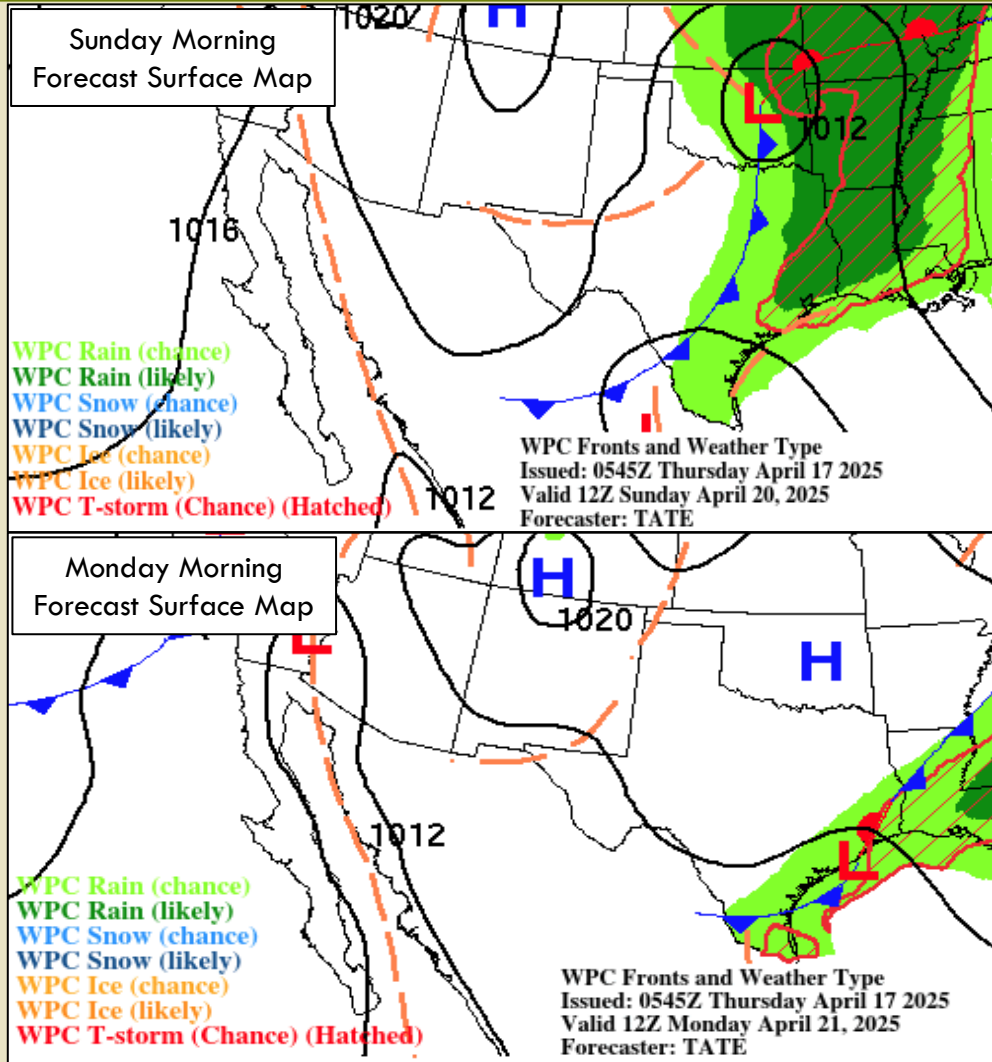 Sunday Morning
Forecast Surface Map
1020
H
L
1012
1016
WPC Rain (chance)
WPC Rain (likely)
WPC Snow (chance)
WPC Snow (likely)
WPC Ice (chance)
WPC Ice (likely)
WPC T-storm (Chance) (Hatched)
1012
WPC Fronts and Weather Type
Issued: 0545Z Thursday April 17 2025
Valid 12Z Sunday April 20, 2025
Forecaster: TATE
Monday Morning
Forecast Surface Map
H
1020
L
H
1012
L
WPC Rain (chance)
WPC Rain (likely)
WPC Snow (chance)
WPC Snow (likely)
WPC Ice (chance)
WPC Ice (likely)
WPC T-storm (Chance) (Hatched)
WPC Fronts and Weather Type
Issued: 0545Z Thursday April 17 2025
Valid 12Z Monday April 21, 2025
Forecaster: TATE